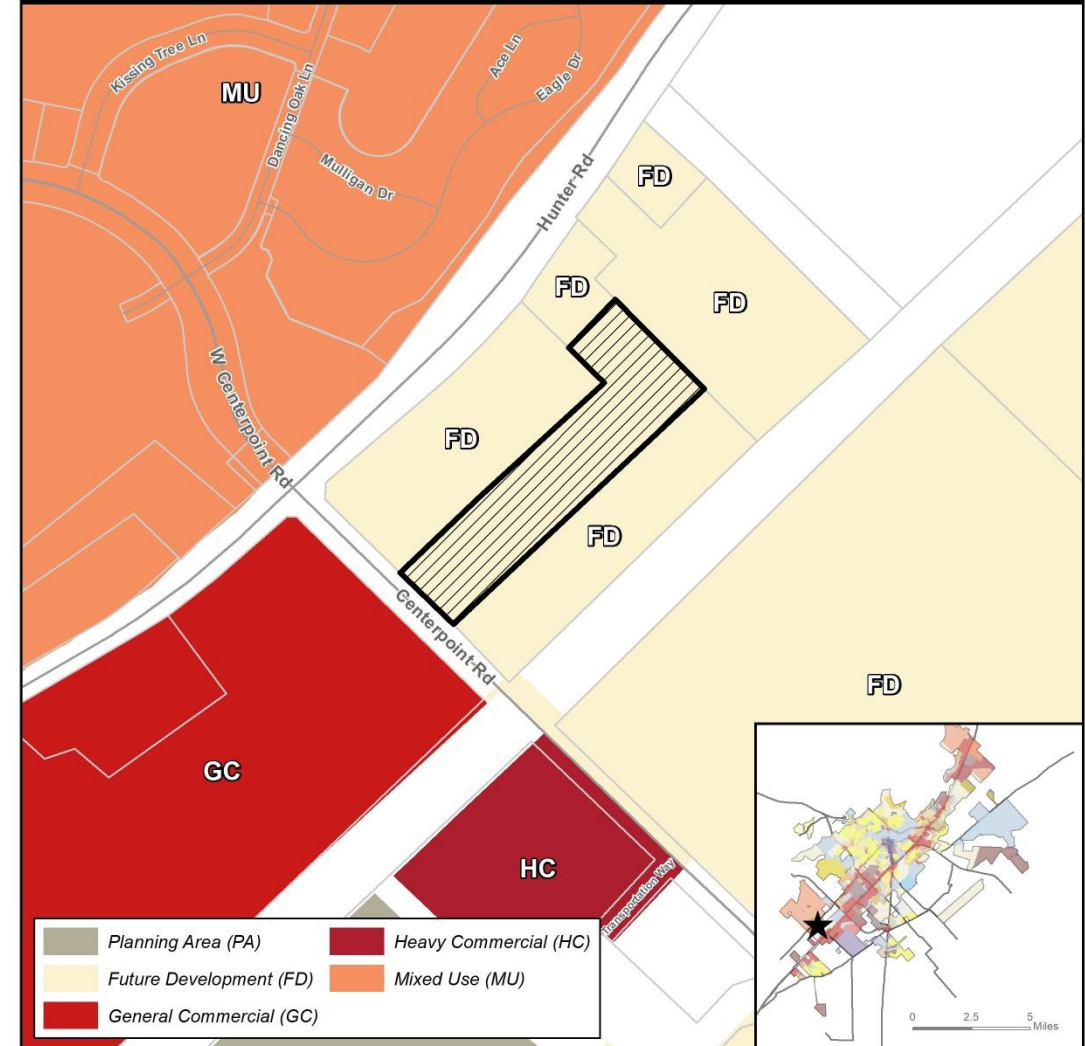 Kissing Tree Ln
MU
Dancing Oak Ln
Ace Ln
Eagle Dr
Mulligan Dr
Hunter Rd
FD
FD
FD
W Centerpoint Rd
FD
FD
Centerpoint Rd
FD
GC
HC
Transportation Way
Planning Area (PA)
Future Development (FD)
General Commercial (GC)
Heavy Commercial (HC)
Mixed Use (MU)
0 2.5 5
Miles